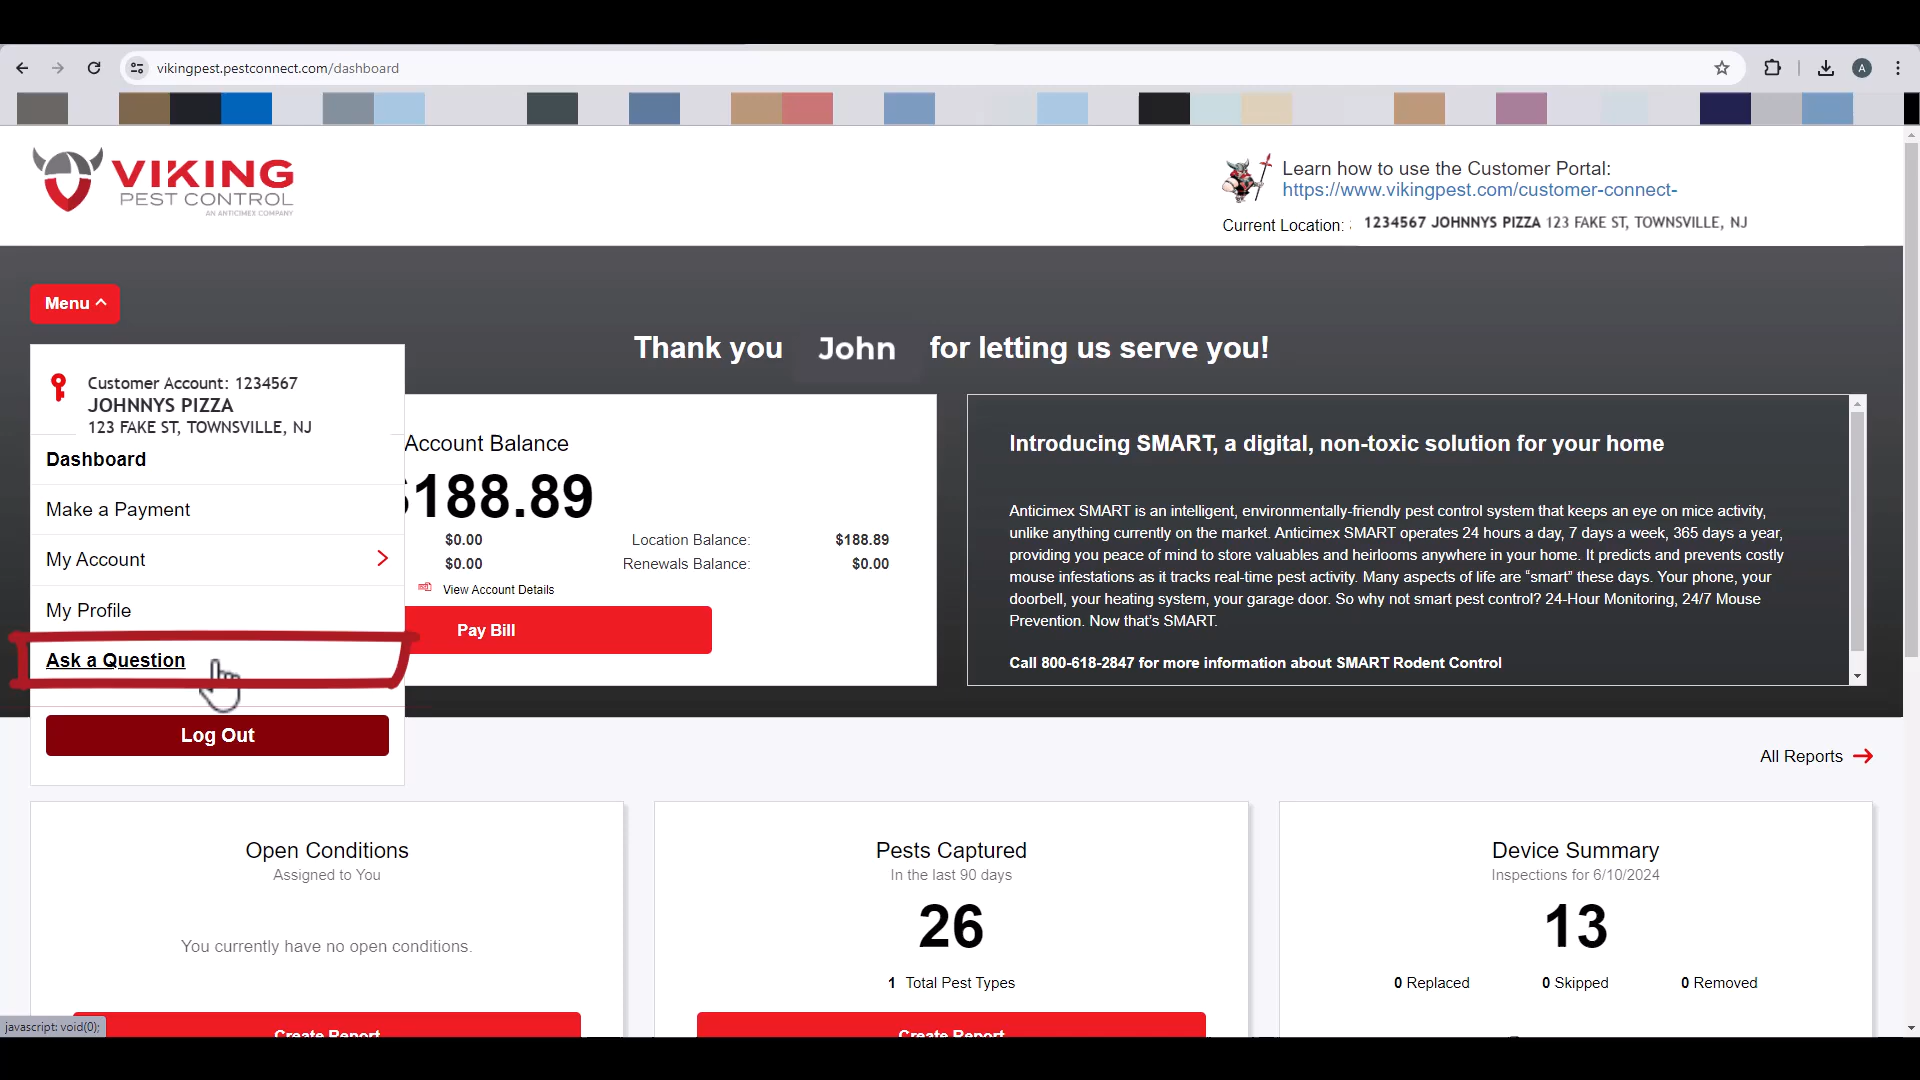 vikingpest.pestconnect.com/dashboard
A
VIKING
PEST CONTROL
AN ANTICIMEX COMPANY
Learn how to use the Customer Portal:
https://www.vikingpest.com/customer-connect-
Current Location: 1234567 JOHNNYS PIZZA 123 FAKE ST, TOWNSVILLE, NJ
Menu
Thank you John for letting us serve you!
Customer Account: 1234567
JOHNNYS PIZZA
123 FAKE ST, TOWNSVILLE, NJ
Dashboard
Make a Payment
My Account
My Profile
Ask a Question
Log Out
Account Balance
$188.89
$0.00 Location Balance: $188.89
$0.00 Renewals Balance: $0.00
View Account Details
Pay Bill
Introducing SMART, a digital, non-toxic solution for your home
Anticimex SMART is an intelligent, environmentally-friendly pest control system that keeps an eye on mice activity,
unlike anything currently on the market. Anticimex SMART operates 24 hours a day, 7 days a week, 365 days a year,
providing you peace of mind to store valuables and heirlooms anywhere in your home. It predicts and prevents costly
mouse infestations as it tracks real-time pest activity. Many aspects of life are “smart” these days. Your phone, your
doorbell, your heating system, your garage door. So why not smart pest control? 24-Hour Monitoring, 24/7 Mouse
Prevention. Now that’s SMART.
Call 800-618-2847 for more information about SMART Rodent Control
All Reports
Open Conditions
Assigned to You
You currently have no open conditions.
Create Report
Pests Captured
In the last 90 days
26
1 Total Pest Types
Create Report
Device Summary
Inspections for 6/10/2024
13
0 Replaced 0 Skipped 0 Removed
javascript: void(0);